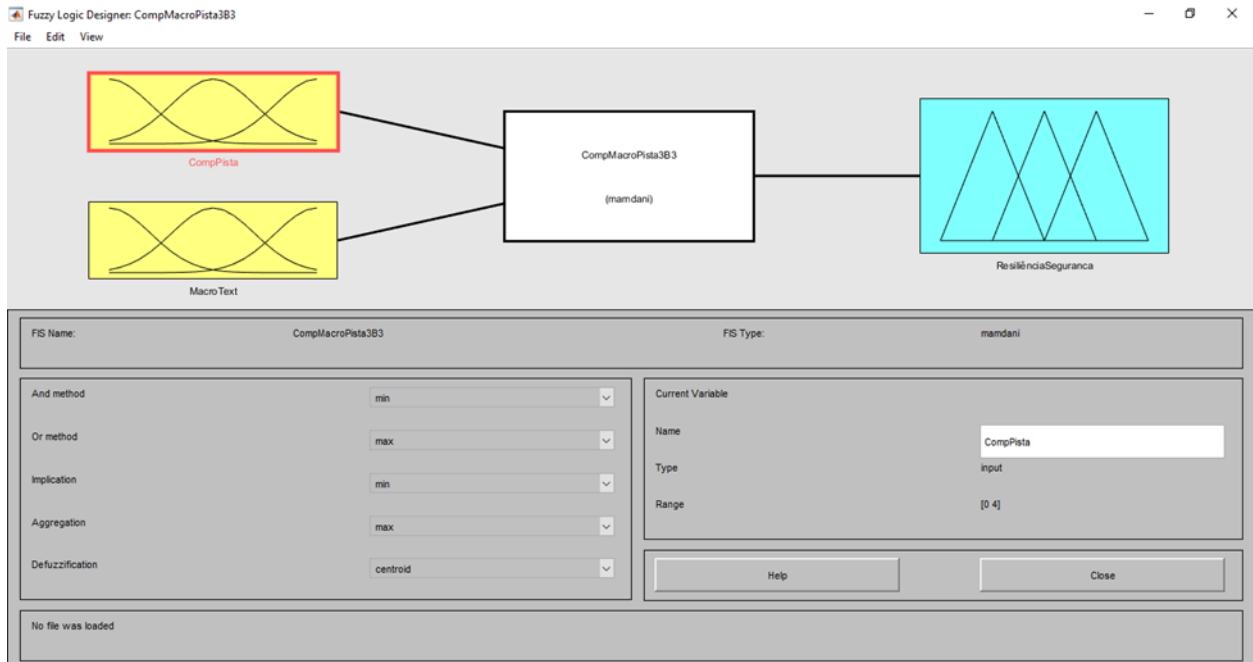 Fuzzy Logic Designer: CompMacroPista3B3
File Edit View
CompPista
MacroText
CompMacroPista3B3
(mamdani)
ResiliênciaSeguranca
FIS Name: CompMacroPista3B3 FIS Type: mamdani
And method min
Or method max
Implication min
Aggregation max
Defuzzification centroid
Current Variable
Name CompPista
Type input
Range [0 4]
Help Close
No file was loaded